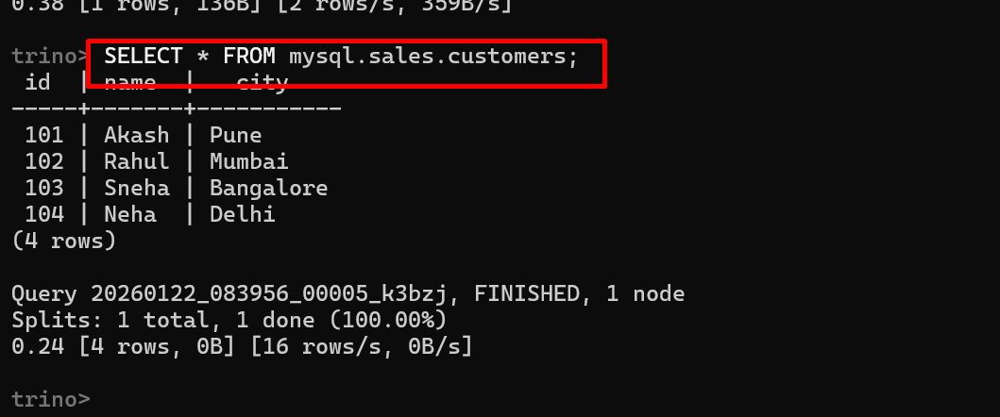 0.38 [1 rows, 136B] [2 rows/s, 359B/s]
trino> SELECT * FROM mysql.sales.customers;
 id  | name  |   city
-----+-------+-----------
 101 | Akash | Pune
 102 | Rahul | Mumbai
 103 | Sneha | Bangalore
 104 | Neha  | Delhi
(4 rows)
Query 20260122_083956_00005_k3bzj, FINISHED, 1 node
Splits: 1 total, 1 done (100.00%)
0.24 [4 rows, 0B] [16 rows/s, 0B/s]
trino>